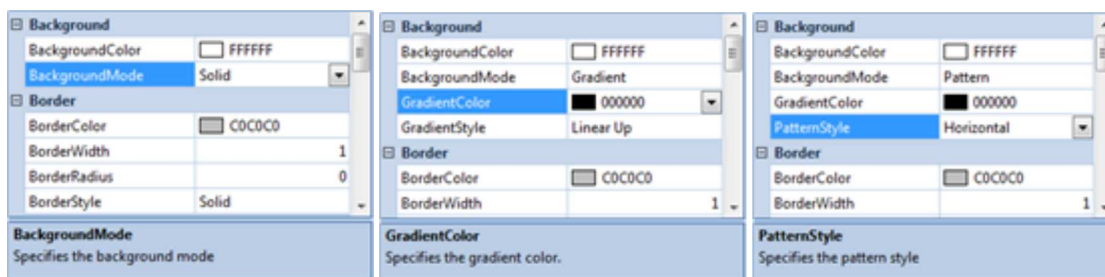 Background
BackgroundColor FFFFFF
BackgroundMode Solid
Border
BorderColor C0C0C0
BorderWidth 1
BorderRadius 0
BorderStyle Solid
BackgroundMode
Specifies the background mode
Background
BackgroundColor FFFFFF
BackgroundMode Gradient
GradientColor 000000
GradientStyle Linear Up
Border
BorderColor C0C0C0
BorderWidth 1
GradientColor
Specifies the gradient color.
Background
BackgroundColor FFFFFF
BackgroundMode Pattern
GradientColor 000000
PatternStyle Horizontal
Border
BorderColor C0C0C0
BorderWidth 1
PatternStyle
Specifies the pattern style